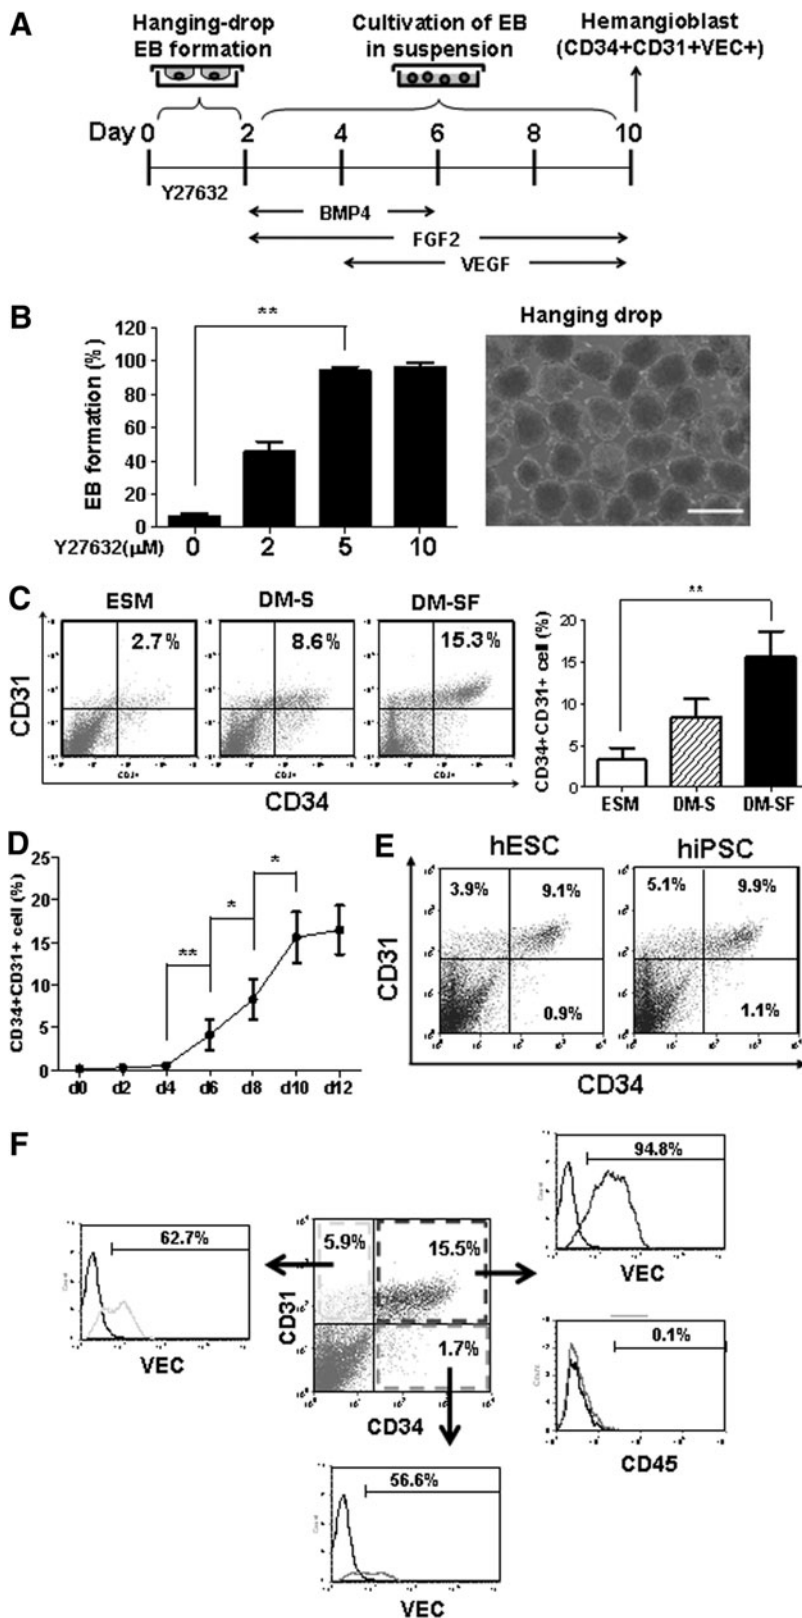 A
Hanging-drop
EB formation
Cultivation of EB
in suspension
Hemangioblast
(CD34+CD31+VEC+)
Day 0 2 4 6 8 10
Y27632
BMP4
FGF2
VEGF
B
EB formation (%)
120
100
80
60
40
20
0
**
Y27632(μM) 0 2 5 10
Hanging drop
C
ESM DM-S DM-SF
2.7% 8.6% 15.3%
CD31
CD34
CD34+CD31+ cell (%)
20
15
10
5
0
**
ESM DM-S DM-SF
D
CD34+CD31+ cell (%)
25
20
15
10
5
0
** * *
d0 d2 d4 d6 d8 d10 d12
E
hESC hiPSC
3.9% 9.1% 5.1% 9.9%
0.9% 1.1%
CD31
CD34
F
62.7%
VEC
5.9% 15.5%
1.7%
CD31
CD34
94.8%
VEC
0.1%
CD45
56.6%
VEC